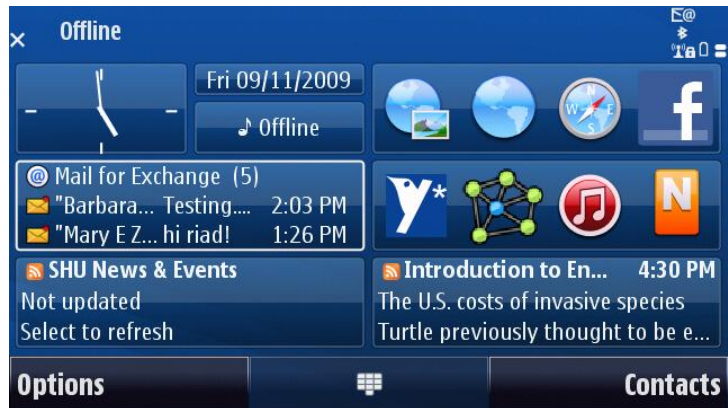 Offline
Fri 09/11/2009
Offline
Mail for Exchange (5)
"Barbara... Testing.... 2:03 PM
"Mary E Z... hi riad! 1:26 PM
N
W E
S
f
y*
N
SHU News & Events
Not updated
Select to refresh
Introduction to En... 4:30 PM
The U.S. costs of invasive species
Turtle previously thought to be e...
Options
Contacts